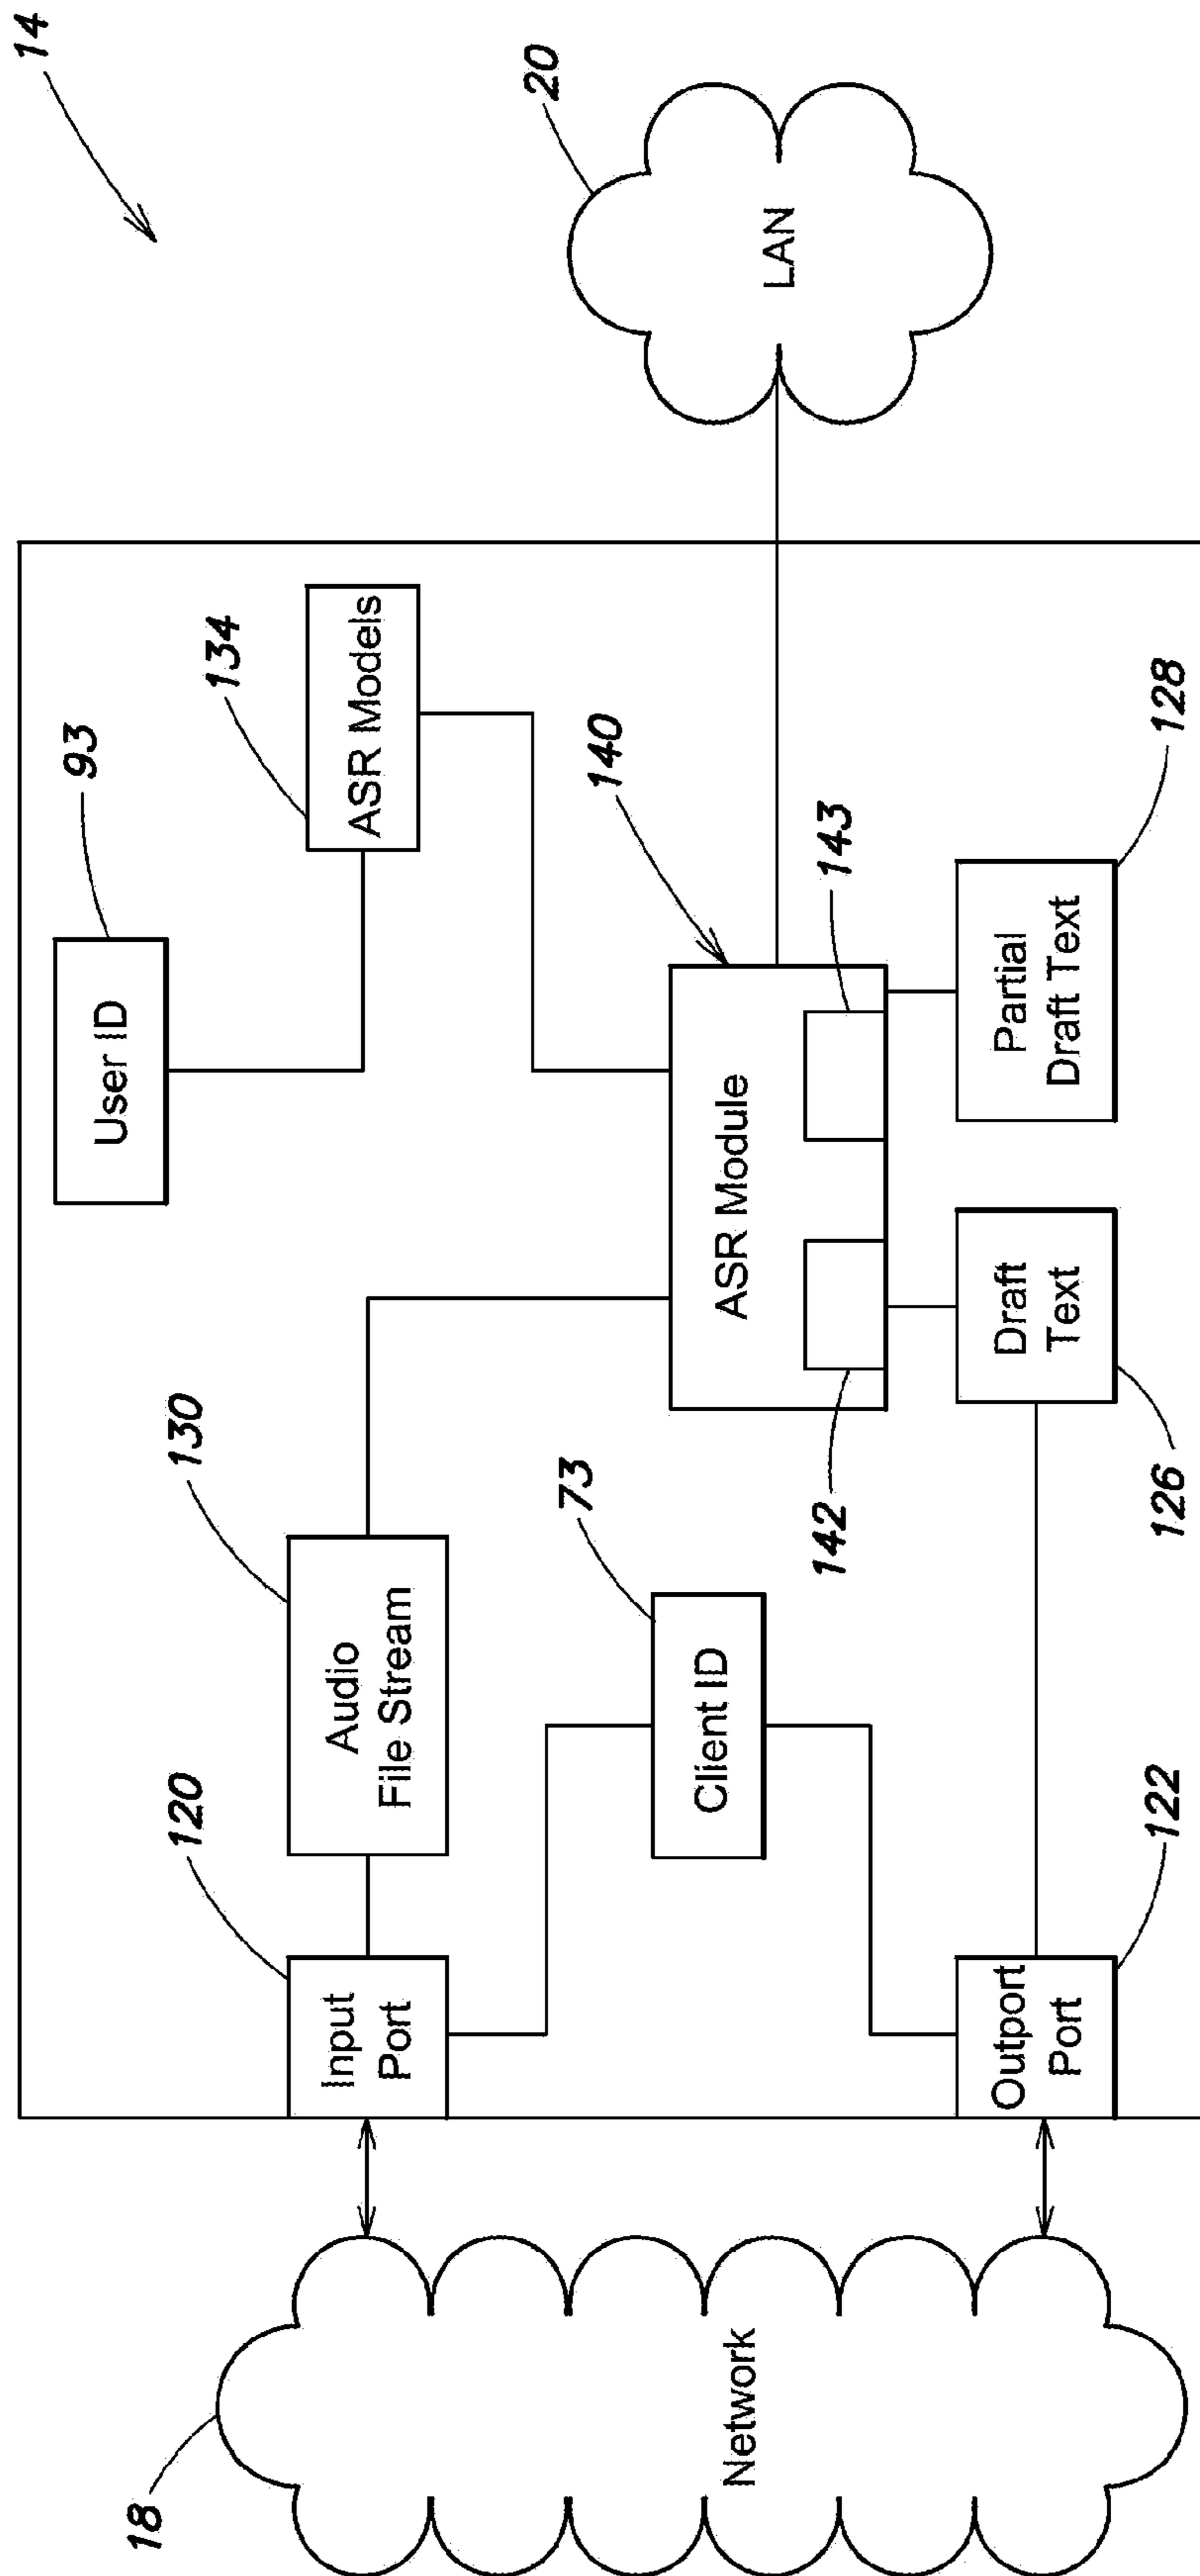 14
20
LAN
93
User ID
134
ASR Models
140
ASR Module
143
142
Partial
Draft Text
128
Draft
Text
126
130
Audio
File Stream
73
Client ID
120
Input
Port
Outport
Port
122
18
Network